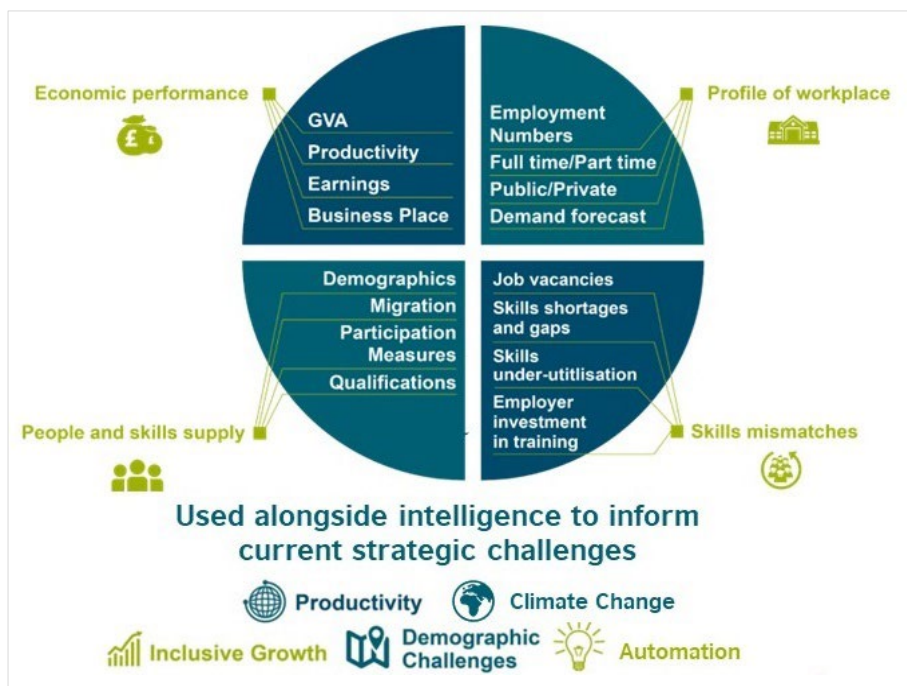 Economic performance
£
GVA
Productivity
Earnings
Business Place
Profile of workplace
Employment
Numbers
Full time/Part time
Public/Private
Demand forecast
People and skills supply
Demographics
Migration
Participation
Measures
Qualifications
Skills mismatches
Job vacancies
Skills shortages
and gaps
Skills
under-utitlisation
Employer
investment
in training
Used alongside intelligence to inform
current strategic challenges
Productivity
Climate Change
Inclusive Growth
Demographic
Challenges
Automation